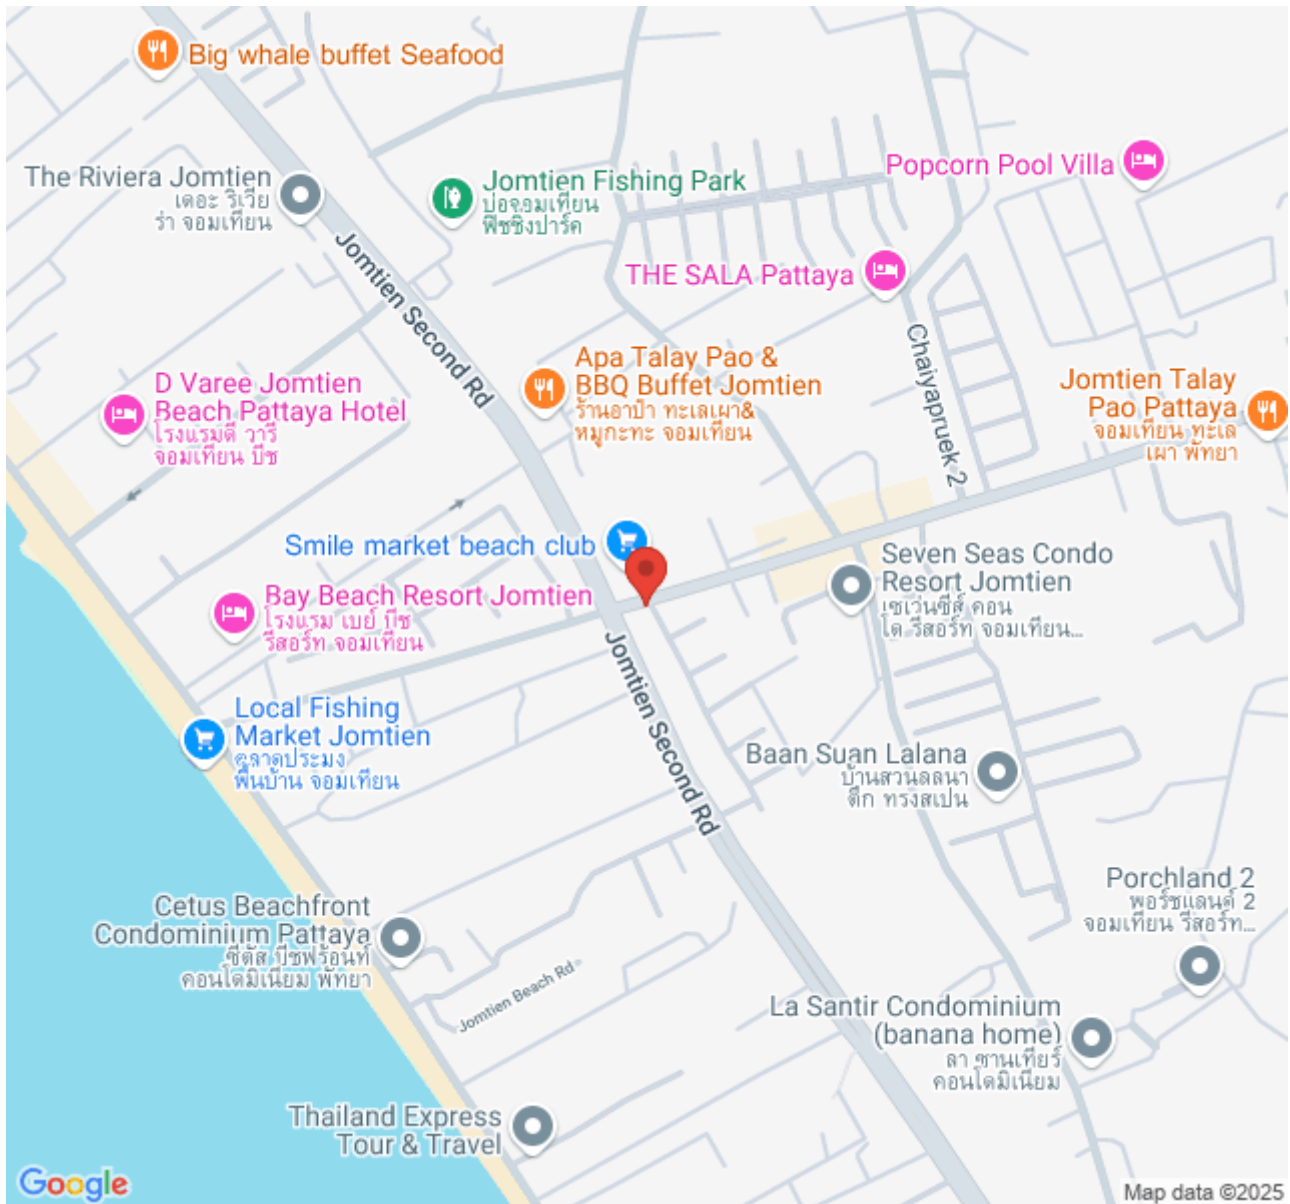 Big whale buffet Seafood
The Riviera Jomtien
เดอะ ริเวีย
ร่า จอมเทียน
Jomtien Fishing Park
บ่อจอมเทียน
ฟิชชิ่งปาร์ค
Popcorn Pool Villa
THE SALA Pattaya
Jomtien Second Rd
Chaiyapruek 2
D Varee Jomtien
Beach Pattaya Hotel
โรงแรมดี วารี
จอมเทียน บีช
Apa Talay Pao &
BBQ Buffet Jomtien
ร้านอาป๋า ทะเลเผา&
หมูกะทะ จอมเทียน
Jomtien Talay
Pao Pattaya
จอมเทียน ทะเล
เผา พัทยา
Smile market beach club
Bay Beach Resort Jomtien
โรงแรม เบย์ บีช
รีสอร์ท จอมเทียน
Seven Seas Condo
Resort Jomtien
เซเว่นซีส์ คอน
โด รีสอร์ท จอมเทียน...
Jomtien Second Rd
Local Fishing
Market Jomtien
ตลาดประมง
พื้นบ้าน จอมเทียน
Baan Suan Lalana
บ้านสวนลลนา
ตึก ทรงสเปน
Porchland 2
พอร์ชแลนด์ 2
จอมเทียน รีสอร์ท...
Cetus Beachfront
Condominium Pattaya
ซีตัส บีชฟร้อนท์
คอนโดมิเนียม พัทยา
Jomtien Beach Rd
La Santir Condominium
(banana home)
ลา ซานเทียร์
คอนโดมิเนียม
Thailand Express
Tour & Travel
Google
Map data ©2025